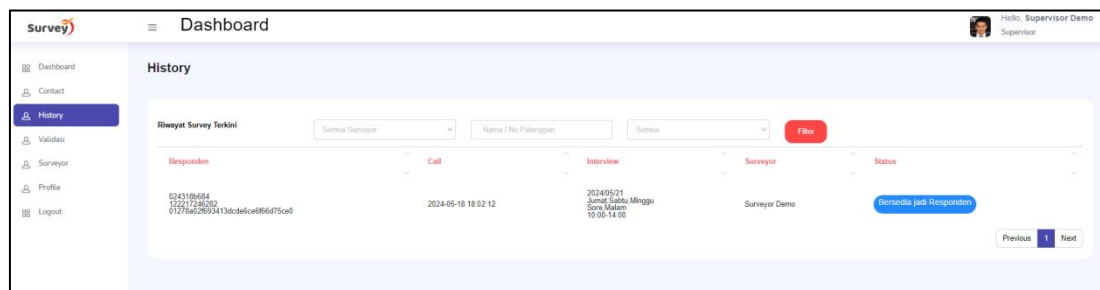 Survey
Dashboard
Hello, Supervisor Demo
Supervisor
Dashboard
Contact
History
Validasi
Surveyor
Profile
Logout
History
Riwayat Survey Terkini
Semua Surveyor
Nama / No Pelanggan
Semua
Filter
Responden Call Interview Surveyor Status
024318b684
122217246282
01278a02f693413dcde6ce6f66d75ce0
2024-05-18 18:02:12
2024/05/21
Jumat,Sabtu,Minggu
Sore,Malam
10:00-14:00
Surveyor Demo
Bersedia jadi Responden
Previous 1 Next